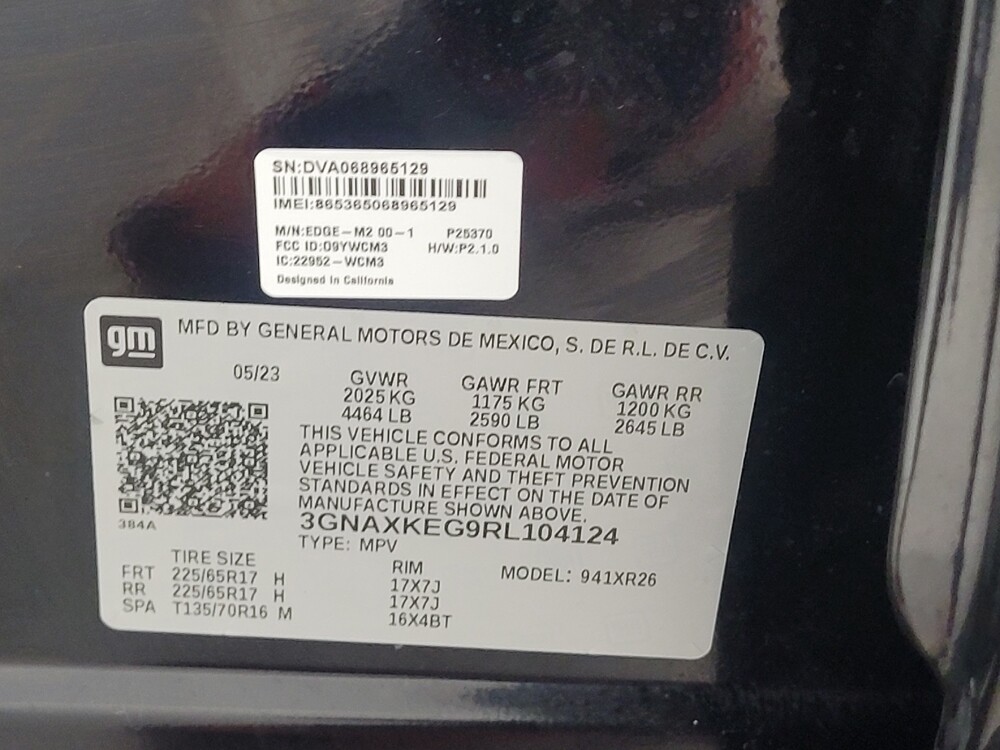 SN:DVA068965129
IMEI:865365068965129
M/N:EDGE-M2 00-1 P25370
FCC ID:O9YWCM3 H/W:P2.1.0
IC:22952-WCM3
Designed in California
gm MFD BY GENERAL MOTORS DE MEXICO, S. DE R.L. DE C.V.
05/23 GVWR GAWR FRT GAWR RR
2025 KG 1175 KG 1200 KG
4464 LB 2590 LB 2645 LB
THIS VEHICLE CONFORMS TO ALL
APPLICABLE U.S. FEDERAL MOTOR
VEHICLE SAFETY AND THEFT PREVENTION
STANDARDS IN EFFECT ON THE DATE OF
MANUFACTURE SHOWN ABOVE.
384A 3GNAXKEG9RL104124
TYPE: MPV
TIRE SIZE RIM MODEL: 941XR26
FRT 225/65R17 H 17X7J
RR 225/65R17 H 17X7J
SPA T135/70R16 M 16X4BT